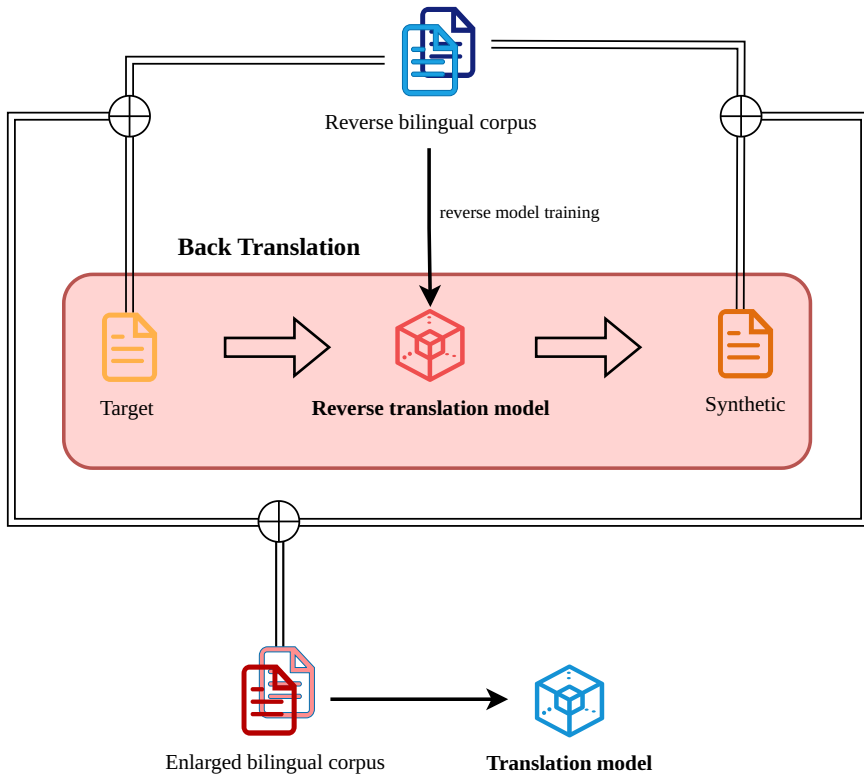 Reverse bilingual corpus
reverse model training
Back Translation
Target
Reverse translation model
Synthetic
Enlarged bilingual corpus
Translation model